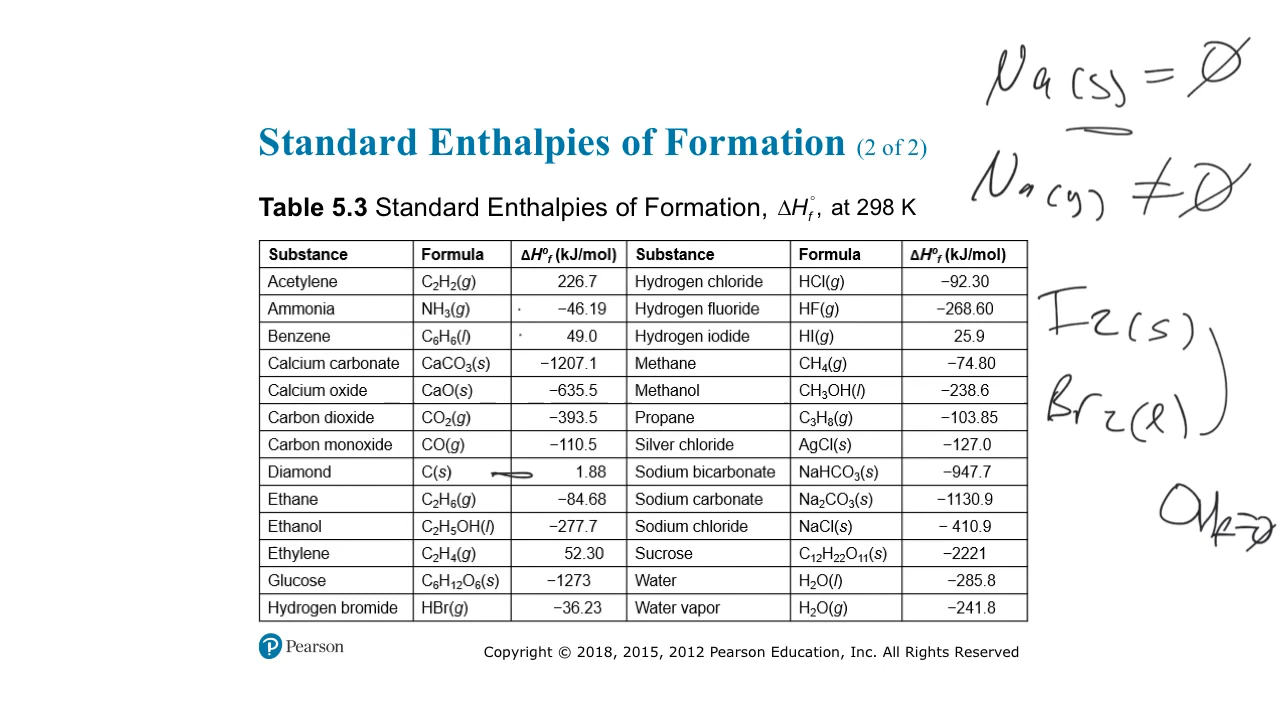 Na(s) = ∅
Standard Enthalpies of Formation (2 of 2)
Na(g) ≠ ∅
Table 5.3 Standard Enthalpies of Formation, ΔH°f, at 298 K
Substance Formula ΔHºf (kJ/mol) Substance Formula ΔHºf (kJ/mol)
Acetylene C₂H₂(g) 226.7 Hydrogen chloride HCl(g) −92.30
Ammonia NH₃(g) −46.19 Hydrogen fluoride HF(g) −268.60
Benzene C₆H₆(l) 49.0 Hydrogen iodide HI(g) 25.9
Calcium carbonate CaCO₃(s) −1207.1 Methane CH₄(g) −74.80
Calcium oxide CaO(s) −635.5 Methanol CH₃OH(l) −238.6
Carbon dioxide CO₂(g) −393.5 Propane C₃H₈(g) −103.85
Carbon monoxide CO(g) −110.5 Silver chloride AgCl(s) −127.0
Diamond C(s) 1.88 Sodium bicarbonate NaHCO₃(s) −947.7
Ethane C₂H₆(g) −84.68 Sodium carbonate Na₂CO₃(s) −1130.9
Ethanol C₂H₅OH(l) −277.7 Sodium chloride NaCl(s) − 410.9
Ethylene C₂H₄(g) 52.30 Sucrose C₁₂H₂₂O₁₁(s) −2221
Glucose C₆H₁₂O₆(s) −1273 Water H₂O(l) −285.8
Hydrogen bromide HBr(g) −36.23 Water vapor H₂O(g) −241.8
I₂(s)
Br₂(l)
Pearson
Copyright © 2018, 2015, 2012 Pearson Education, Inc. All Rights Reserved